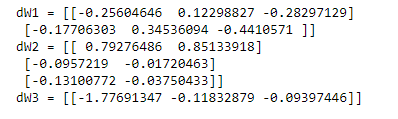 dW1 = [[-0.25604646  0.12298827 -0.28297129]
 [-0.17706303  0.34536094 -0.4410571 ]]
dW2 = [[ 0.79276486  0.85133918]
 [-0.0957219  -0.01720463]
 [-0.13100772 -0.03750433]]
dW3 = [[-1.77691347 -0.11832879 -0.09397446]]